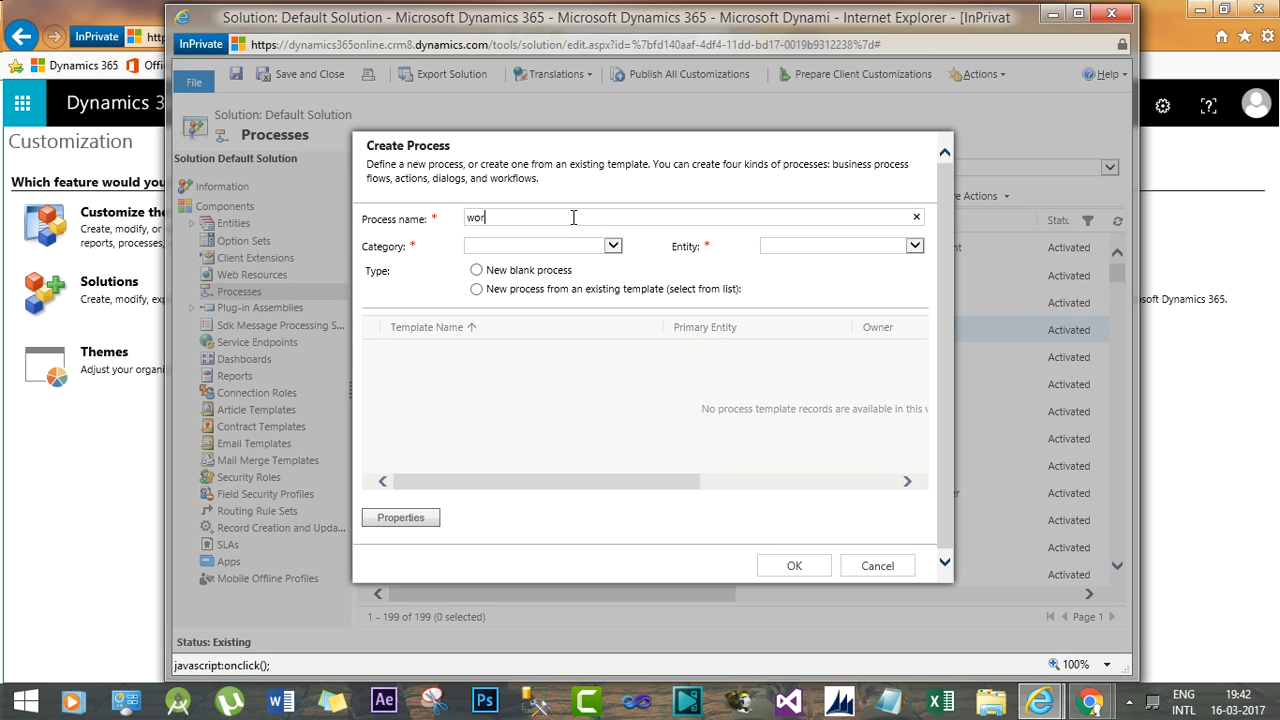 Solution: Default Solution - Microsoft Dynamics 365 - Microsoft Dynamics 365 - Microsoft Dynami - Internet Explorer - [InPrivat
InPrivate
https://dynamics365online.crm8.dynamics.com/tools/solution/edit.aspx?id=%7bfd140aaf-4df4-11dd-bd17-0019b9312238%7d#
InPrivate
http
Dynamics 365
Offi
File
Save and Close
Export Solution
Translations
Publish All Customizations
Prepare Client Customizations
Actions
Help
Dynamics 3
Customization
Which feature would you
Customize the
Create, modify, or
reports, processes,
Solutions
Create, modify, exp
Themes
Adjust your organi
osoft Dynamics 365.
Solution: Default Solution
Processes
Solution Default Solution
Information
Components
Entities
Option Sets
Client Extensions
Web Resources
Processes
Plug-in Assemblies
Sdk Message Processing S...
Service Endpoints
Dashboards
Reports
Connection Roles
Article Templates
Contract Templates
Email Templates
Mail Merge Templates
Security Roles
Field Security Profiles
Routing Rule Sets
Record Creation and Upda...
SLAs
Apps
Mobile Offline Profiles
Create Process
Define a new process, or create one from an existing template. You can create four kinds of processes: business process
flows, actions, dialogs, and workflows.
Process name: *
wor
Category: *
Entity: *
Type:
New blank process
New process from an existing template (select from list):
Template Name
Primary Entity
Owner
No process template records are available in this v
Properties
OK
Cancel
re Actions
Stat.
nt
Activated
Activated
Activated
Activated
Activated
Activated
Activated
Activated
Activated
er
Activated
Activated
Activated
Activated
1 - 199 of 199 (0 selected)
Page 1
Status: Existing
javascript:onclick();
100%
Ae
Ps
ENG
INTL
19:42
16-03-2017